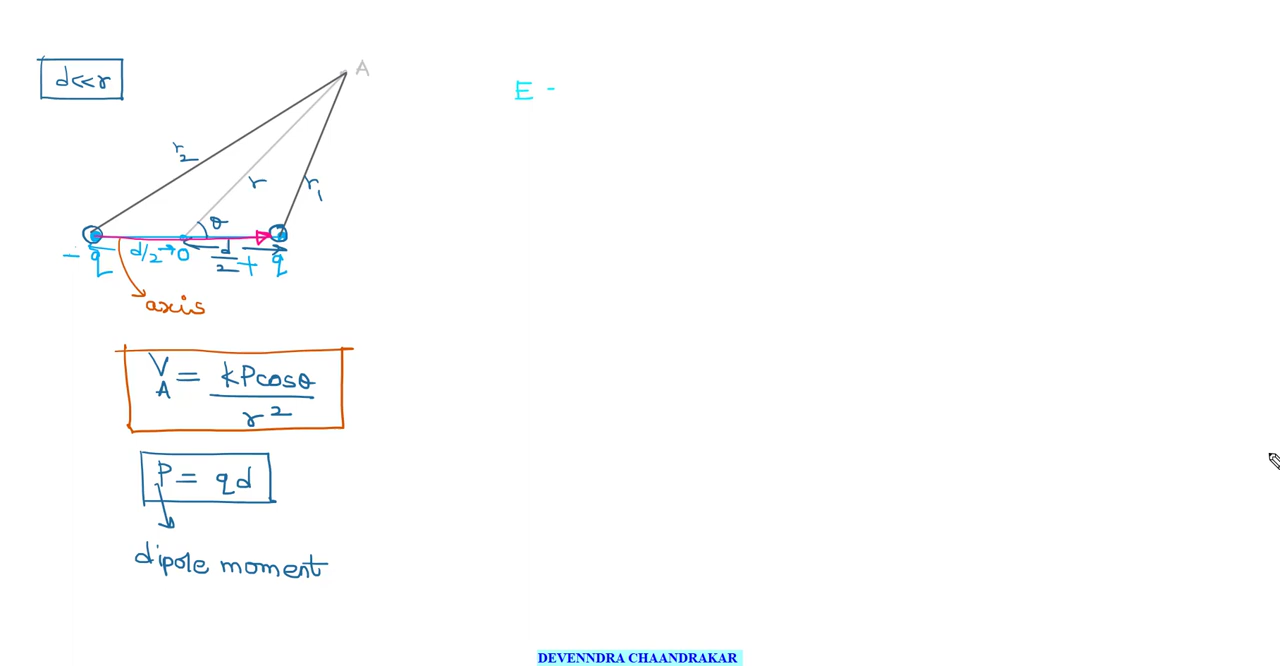 d<<r
A
E -
r2
r
r1
θ
- q
d/2
O
d/2
+ q
axis
VA = kPcosθ / r²
P = qd
dipole moment
DEVENNDRA CHAANDRAKAR